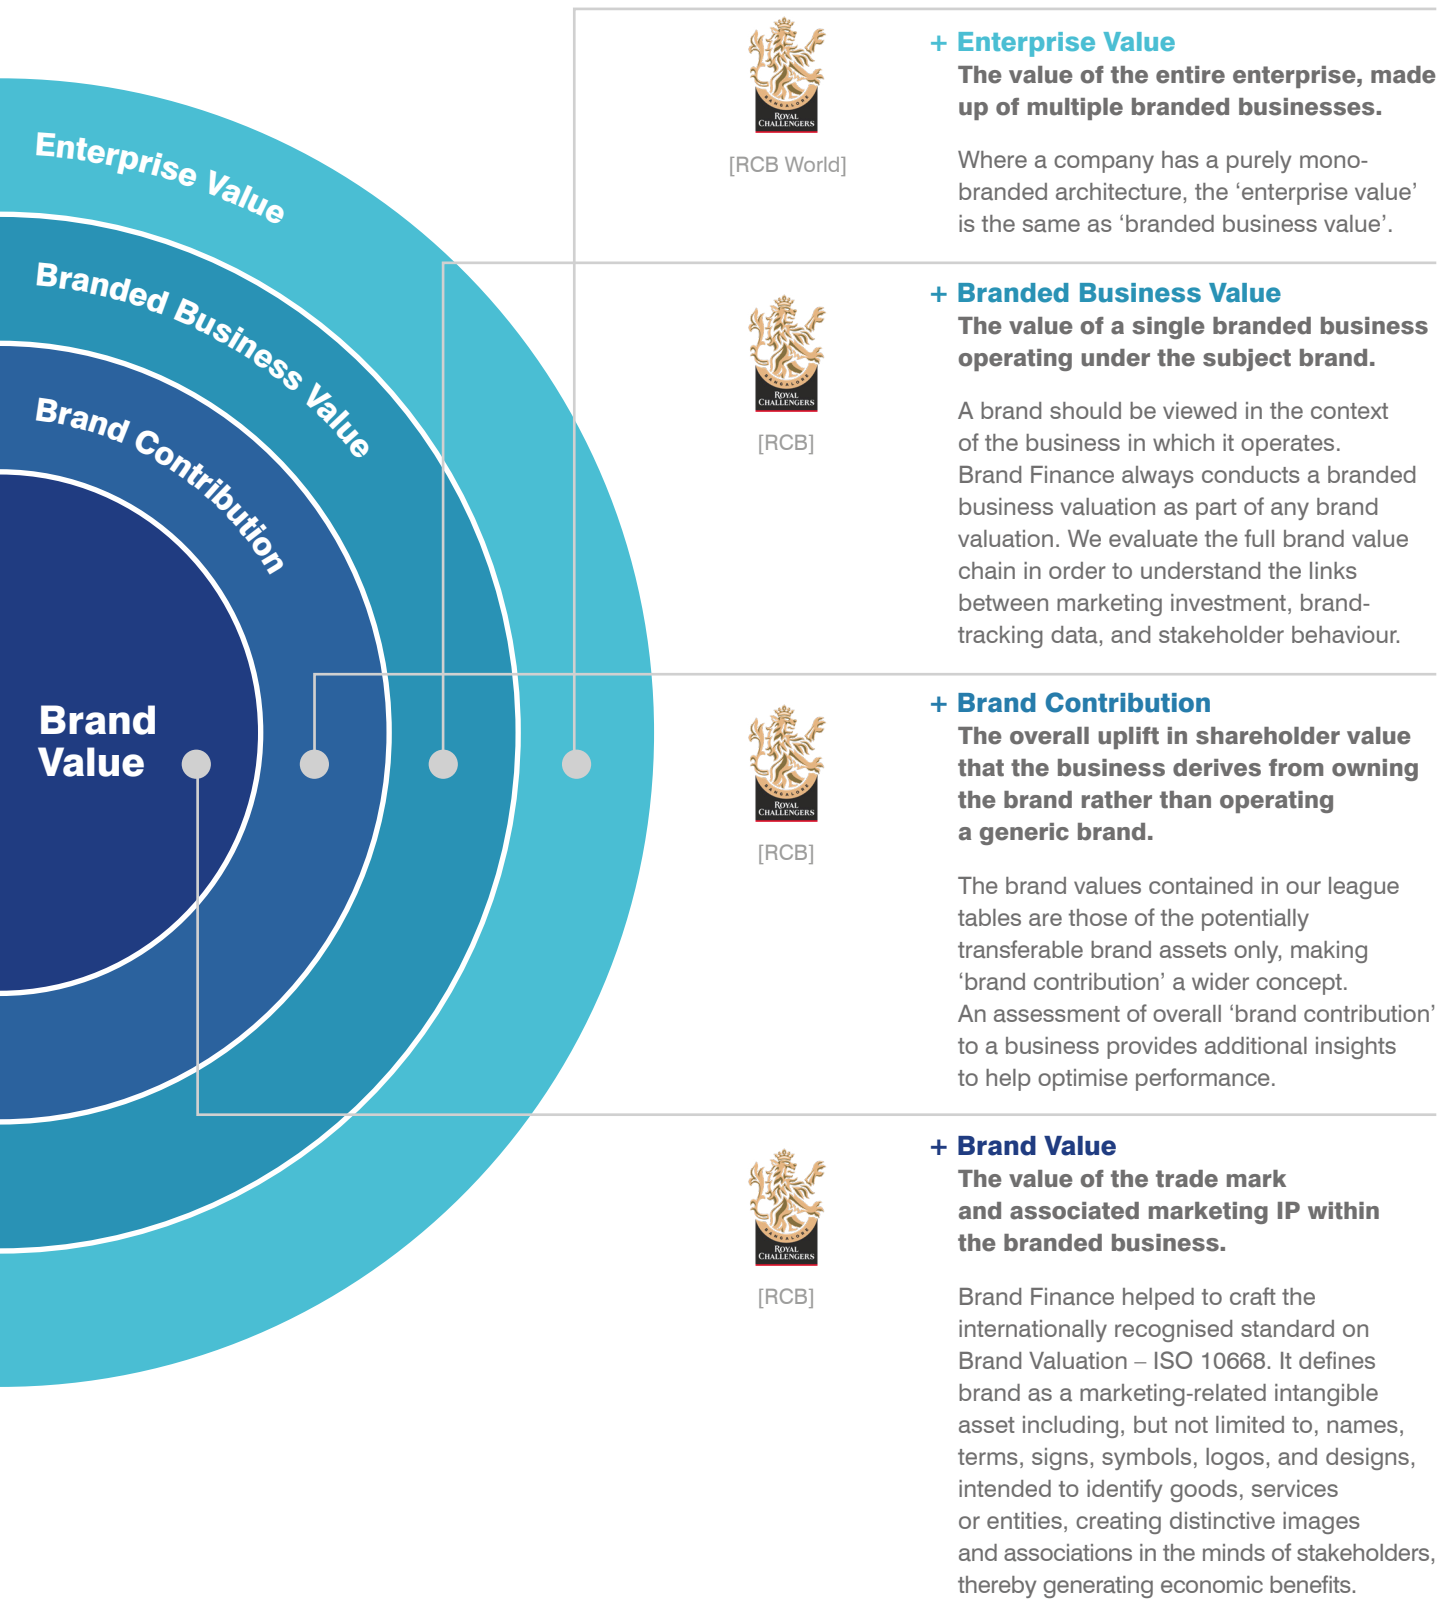 Enterprise Value
Branded Business Value
Brand Contribution
Brand
Value
BANGALORE
ROYAL
CHALLENGERS
[RCB World]
+ Enterprise Value
The value of the entire enterprise, made
up of multiple branded businesses.
Where a company has a purely mono-
branded architecture, the ‘enterprise value’
is the same as ‘branded business value’.
BANGALORE
ROYAL
CHALLENGERS
[RCB]
+ Branded Business Value
The value of a single branded business
operating under the subject brand.
A brand should be viewed in the context
of the business in which it operates.
Brand Finance always conducts a branded
business valuation as part of any brand
valuation. We evaluate the full brand value
chain in order to understand the links
between marketing investment, brand-
tracking data, and stakeholder behaviour.
BANGALORE
ROYAL
CHALLENGERS
[RCB]
+ Brand Contribution
The overall uplift in shareholder value
that the business derives from owning
the brand rather than operating
a generic brand.
The brand values contained in our league
tables are those of the potentially
transferable brand assets only, making
‘brand contribution’ a wider concept.
An assessment of overall ‘brand contribution’
to a business provides additional insights
to help optimise performance.
BANGALORE
ROYAL
CHALLENGERS
[RCB]
+ Brand Value
The value of the trade mark
and associated marketing IP within
the branded business.
Brand Finance helped to craft the
internationally recognised standard on
Brand Valuation – ISO 10668. It defines
brand as a marketing-related intangible
asset including, but not limited to, names,
terms, signs, symbols, logos, and designs,
intended to identify goods, services
or entities, creating distinctive images
and associations in the minds of stakeholders,
thereby generating economic benefits.